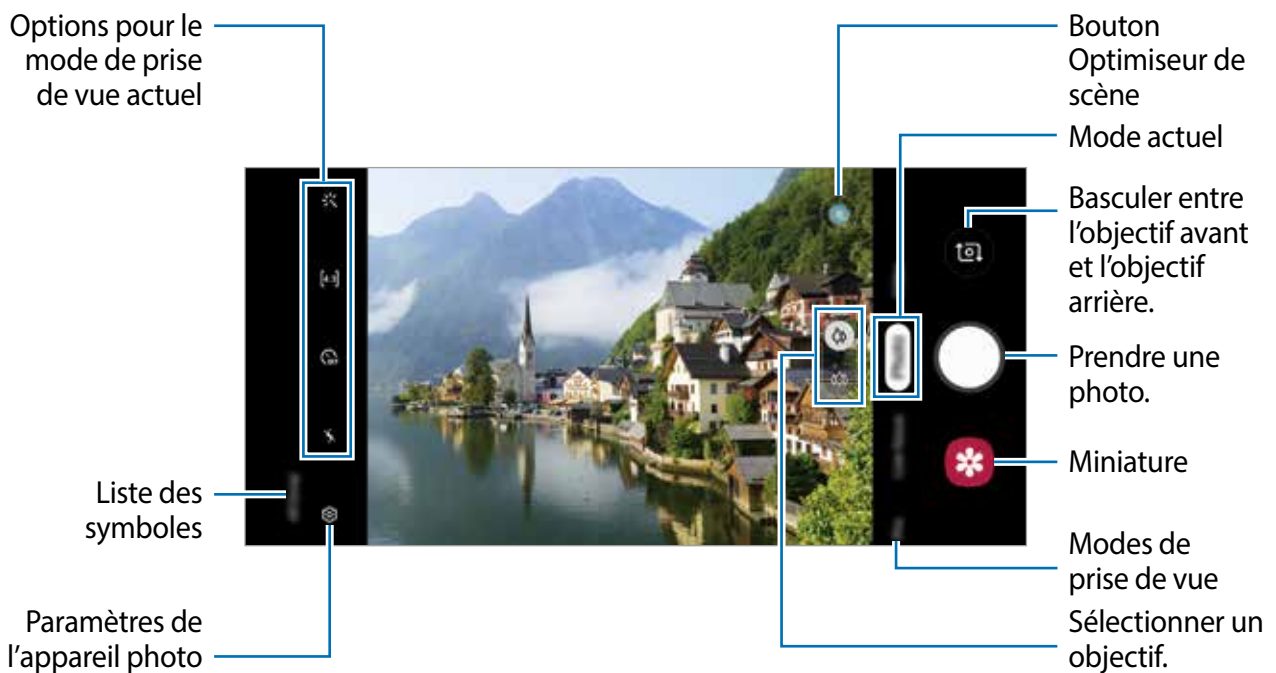 Options pour le
mode de prise
de vue actuel
Liste des
symboles
Paramètres de
l'appareil photo
Bouton
Optimiseur de
scène
Mode actuel
Basculer entre
l'objectif avant
et l'objectif
arrière.
Prendre une
photo.
Miniature
Modes de
prise de vue
Sélectionner un
objectif.